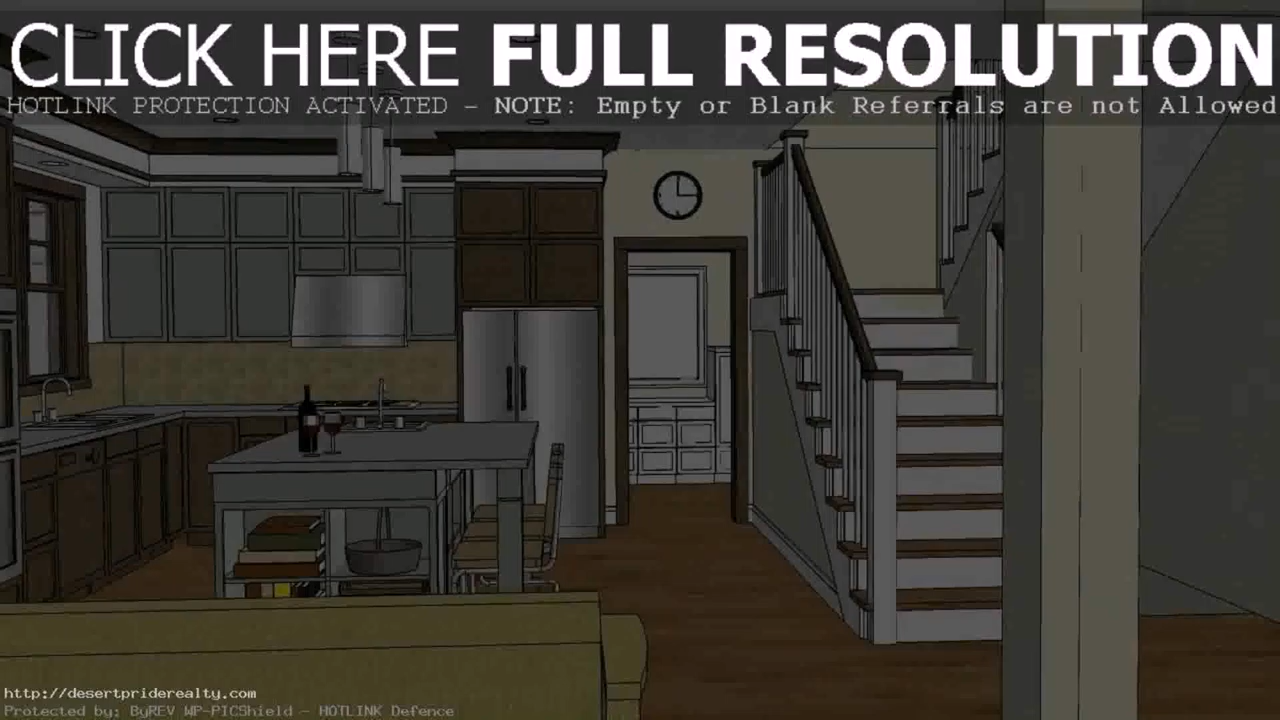 CLICK HERE FULL RESOLUTION
HOTLINK PROTECTION ACTIVATED - NOTE: Empty or Blank Referrals are not Allowed
http://desertpriderealty.com
Protected by: ByREV WP-PICShield - HOTLINK Defence